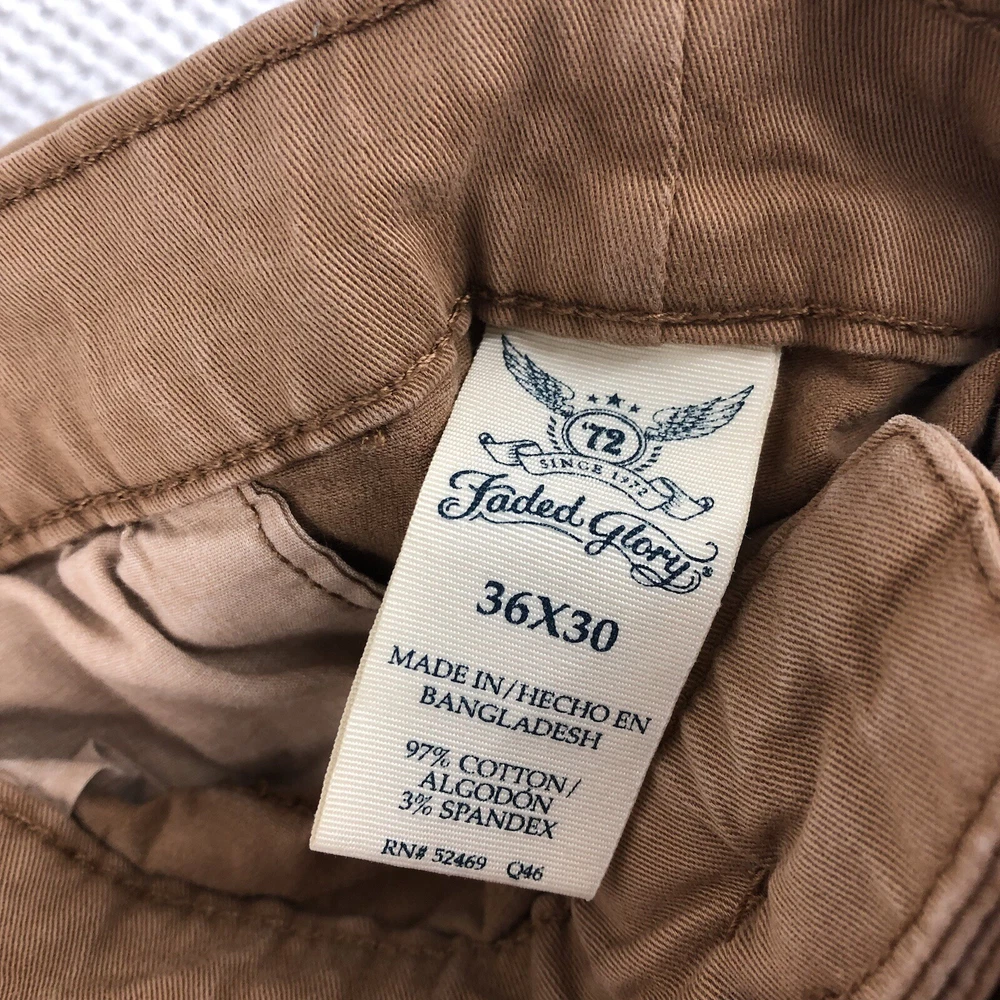 '72
SINCE 1972
Faded Glory®
36X30
MADE IN/HECHO EN
BANGLADESH
97% COTTON/
ALGODÓN
3% SPANDEX
RN# 52469 Q46